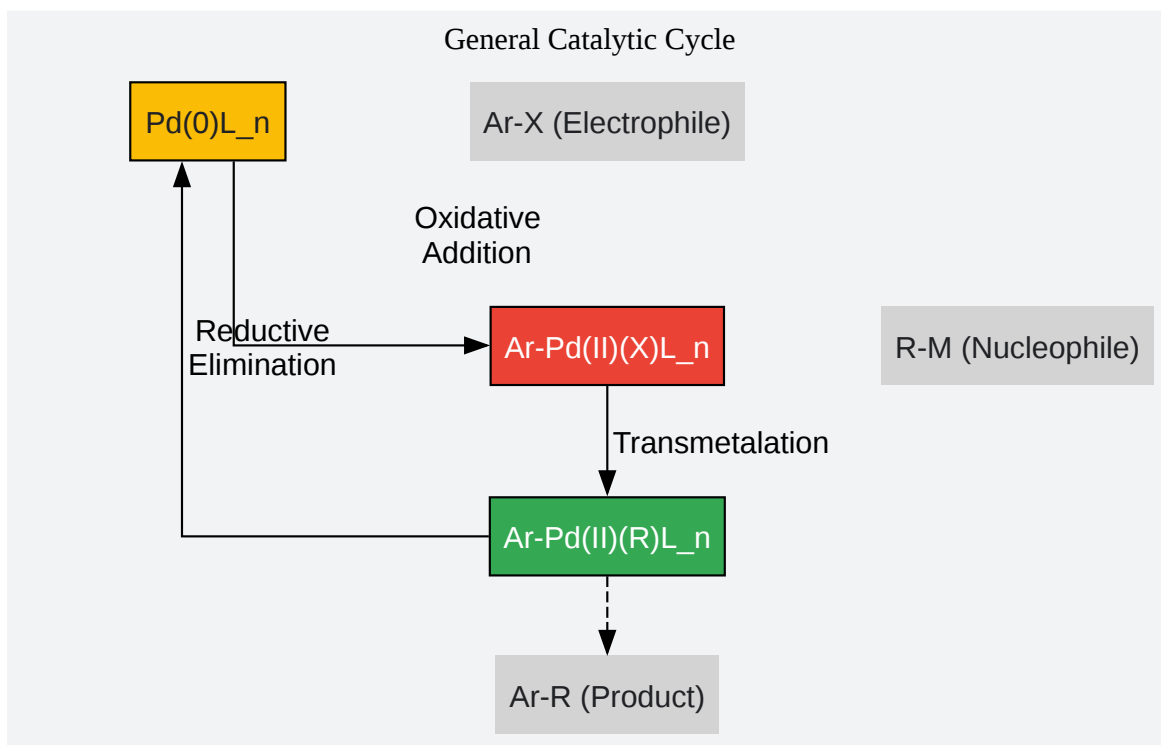 General Catalytic Cycle
Pd(0)L_n
Ar-X (Electrophile)
Oxidative
Addition
Reductive
Elimination
Ar-Pd(II)(X)L_n
R-M (Nucleophile)
Transmetalation
Ar-Pd(II)(R)L_n
Ar-R (Product)